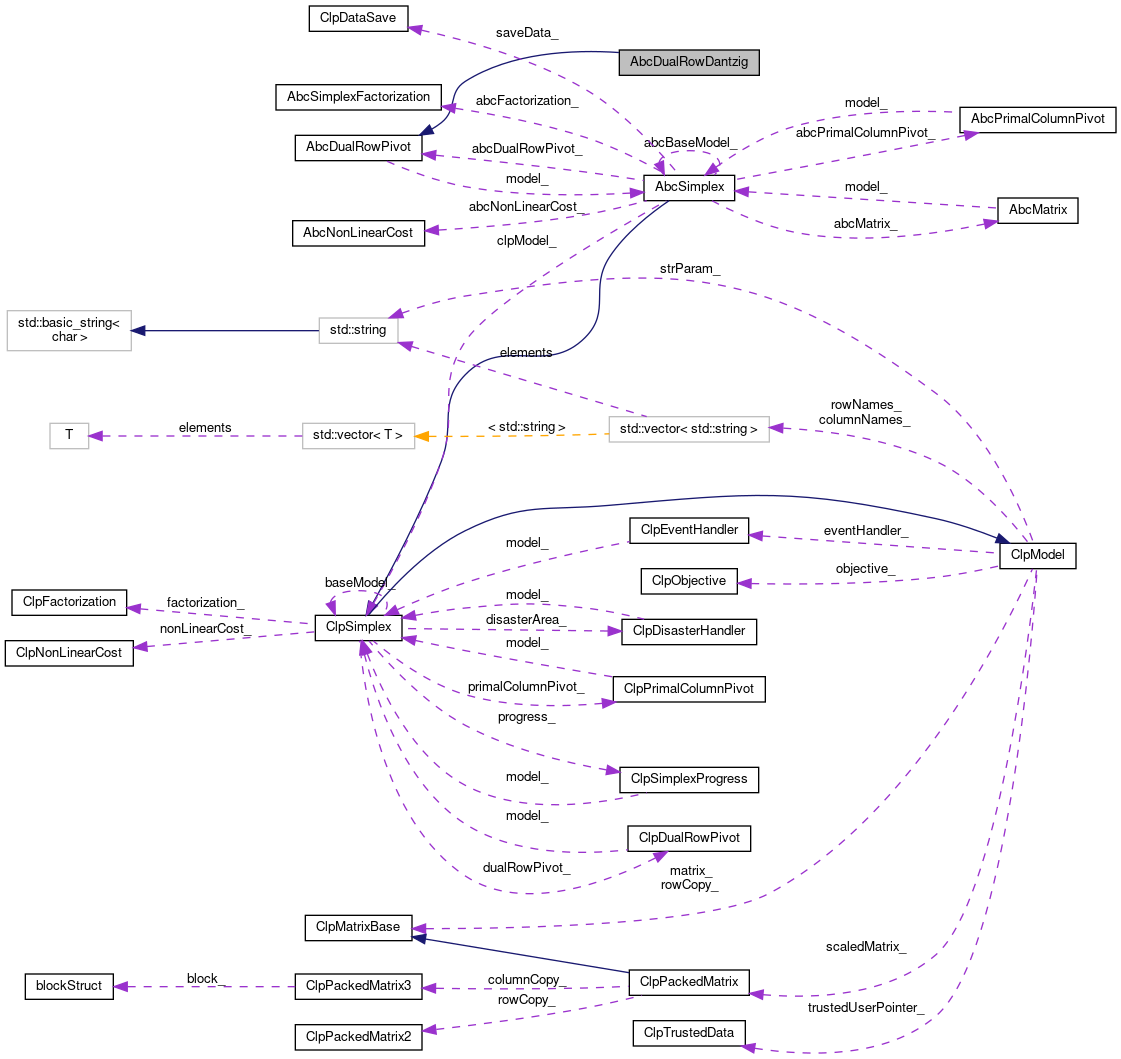 ClpDataSave
saveData_
AbcDualRowDantzig
AbcSimplexFactorization
abcFactorization_
model_
abcPrimalColumnPivot_
AbcPrimalColumnPivot
AbcDualRowPivot
abcDualRowPivot_
abcBaseModel_
model_
AbcSimplex
model_
AbcMatrix
abcNonLinearCost_
abcMatrix_
AbcNonLinearCost
clpModel_
strParam_
std::basic_string<
char >
std::string
elements
rowNames_
columnNames_
T
elements
std::vector< T >
< std::string >
std::vector< std::string >
ClpEventHandler
eventHandler_
model_
ClpModel
ClpObjective
objective_
baseModel_
model_
ClpFactorization
factorization_
ClpSimplex
disasterArea_
ClpDisasterHandler
nonLinearCost_
model_
ClpNonLinearCost
primalColumnPivot_
ClpPrimalColumnPivot
progress_
model_
ClpSimplexProgress
model_
ClpDualRowPivot
dualRowPivot_
matrix_
rowCopy_
ClpMatrixBase
scaledMatrix_
blockStruct
block_
ClpPackedMatrix3
columnCopy_
ClpPackedMatrix
rowCopy_
trustedUserPointer_
ClpPackedMatrix2
ClpTrustedData